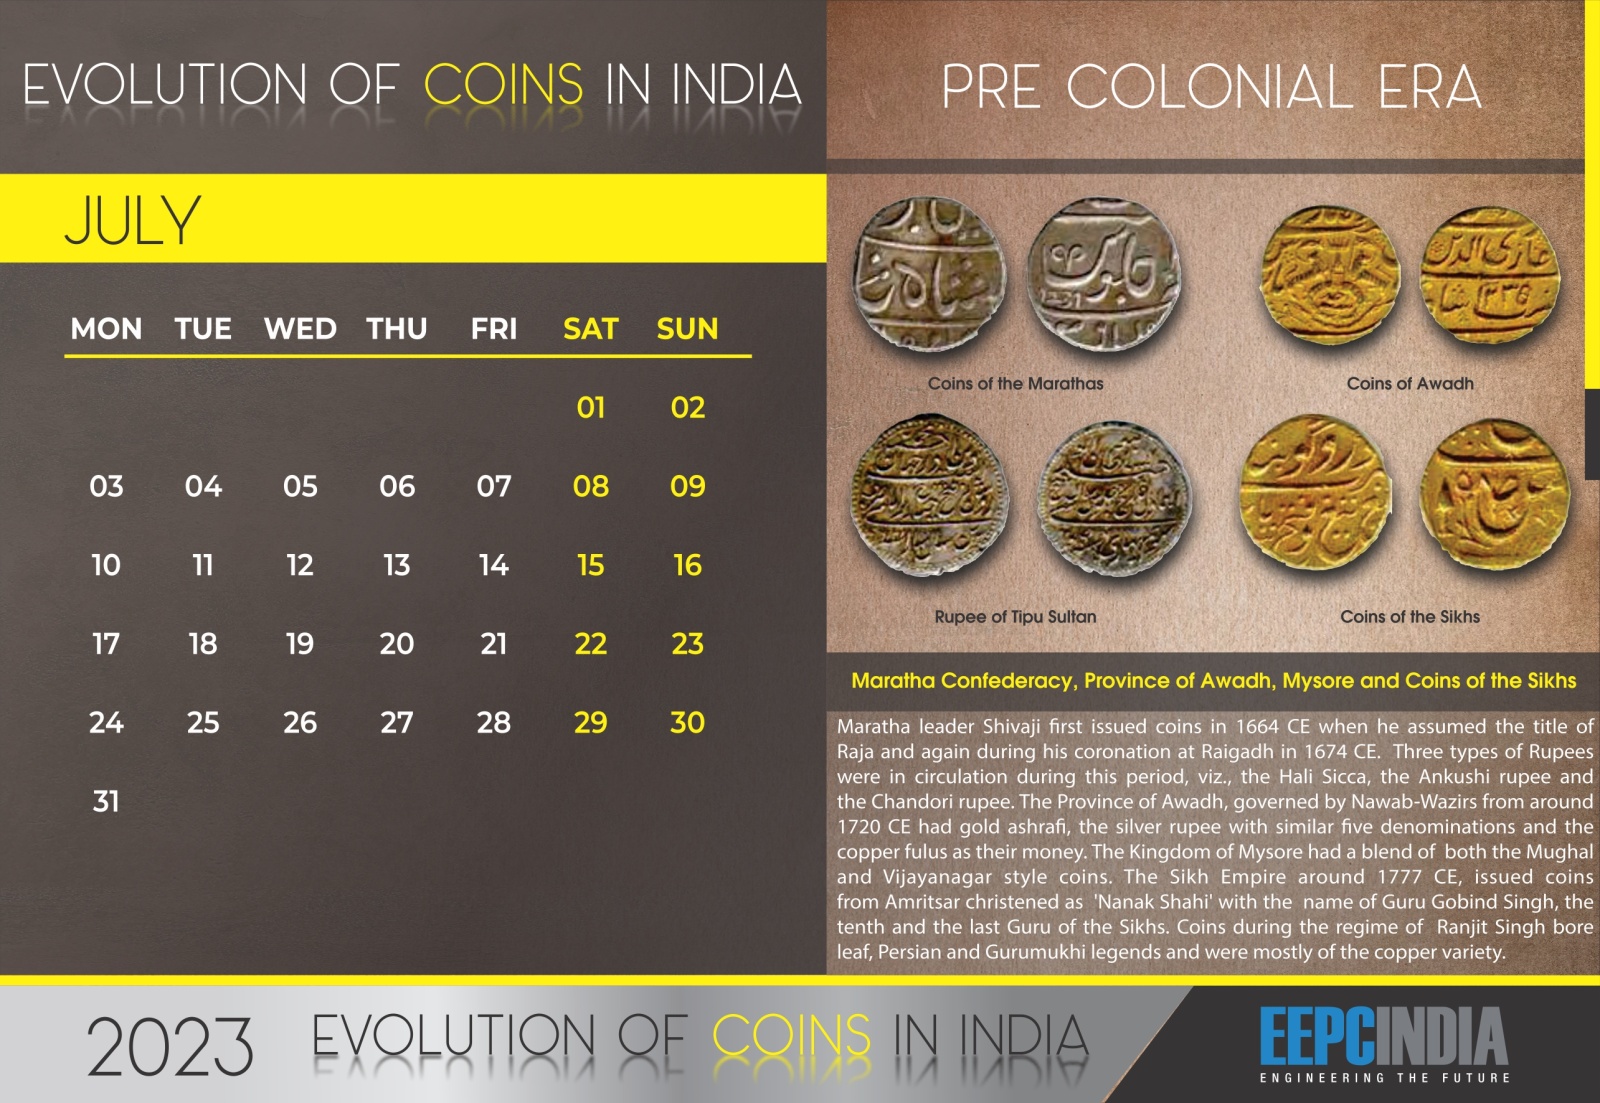 EVOLUTION OF COINS IN INDIA
JULY
MON TUE WED THU FRI SAT SUN
01 02
03 04 05 06 07 08 09
10 11 12 13 14 15 16
17 18 19 20 21 22 23
24 25 26 27 28 29 30
31
PRE COLONIAL ERA
Coins of the Marathas
Coins of Awadh
Rupee of Tipu Sultan
Coins of the Sikhs
Maratha Confederacy, Province of Awadh, Mysore and Coins of the Sikhs
Maratha leader Shivaji first issued coins in 1664 CE when he assumed the title of
Raja and again during his coronation at Raigadh in 1674 CE. Three types of Rupees
were in circulation during this period, viz., the Hali Sicca, the Ankushi rupee and
the Chandori rupee. The Province of Awadh, governed by Nawab-Wazirs from around
1720 CE had gold ashrafi, the silver rupee with similar five denominations and the
copper fulus as their money. The Kingdom of Mysore had a blend of both the Mughal
and Vijayanagar style coins. The Sikh Empire around 1777 CE, issued coins
from Amritsar christened as 'Nanak Shahi' with the name of Guru Gobind Singh, the
tenth and the last Guru of the Sikhs. Coins during the regime of Ranjit Singh bore
leaf, Persian and Gurumukhi legends and were mostly of the copper variety.
2023
EVOLUTION OF COINS IN INDIA
EEPCINDIA
ENGINEERING THE FUTURE